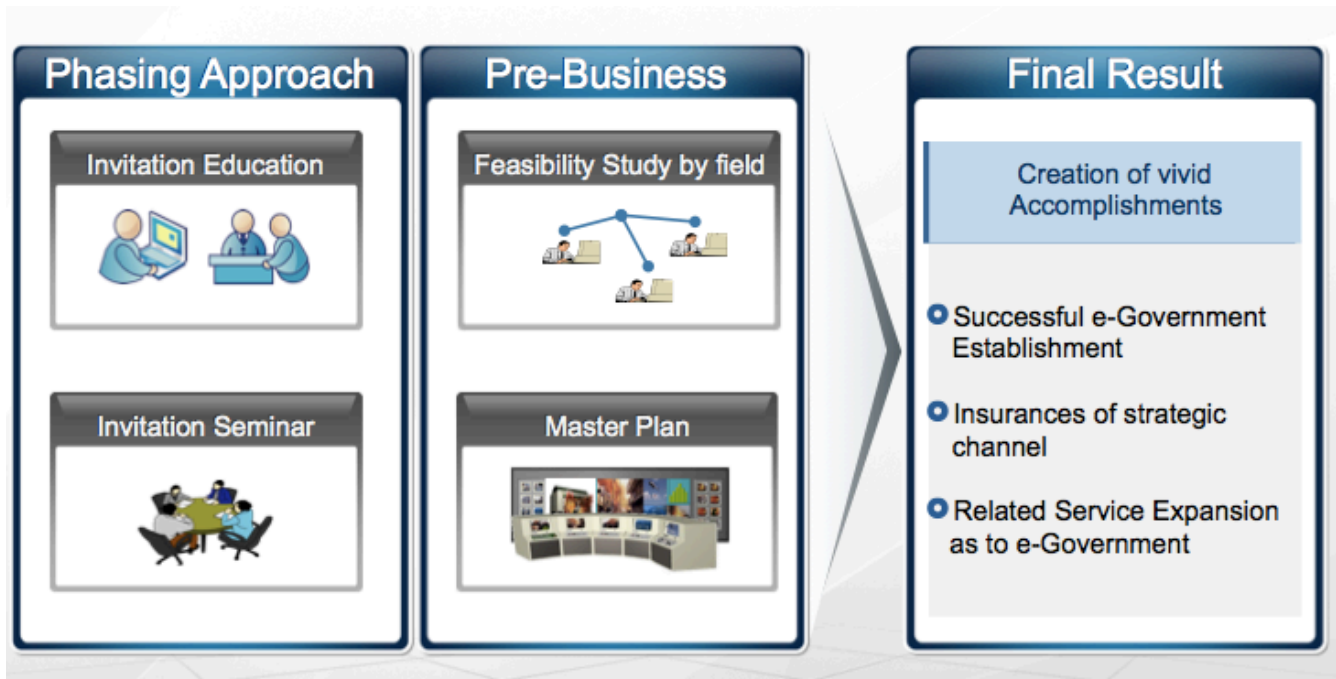 Phasing Approach
Invitation Education
Invitation Seminar
Pre-Business
Feasibility Study by field
Master Plan
Final Result
Creation of vivid
Accomplishments
Successful e-Government
Establishment
Insurances of strategic
channel
Related Service Expansion
as to e-Government